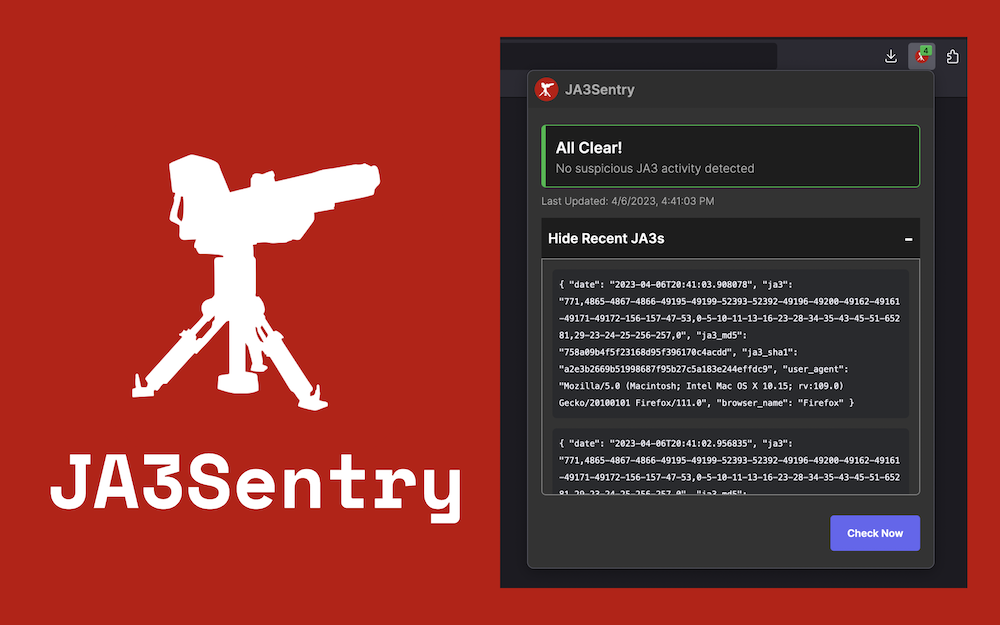 JA3Sentry
4
JA3Sentry
All Clear!
No suspicious JA3 activity detected
Last Updated: 4/6/2023, 4:41:03 PM
Hide Recent JA3s –
{ "date": "2023-04-06T20:41:03.908078", "ja3":
"771,4865-4867-4866-49195-49199-52393-52392-49196-49200-49162-49161
-49171-49172-156-157-47-53,0-5-10-11-13-16-23-28-34-35-43-45-51-652
81,29-23-24-25-256-257,0", "ja3_md5":
"758a09b4f5f23168d95f396170c4acdd", "ja3_sha1":
"a2e3b2669b51998687f95b27c5a183e244effdc9", "user_agent":
"Mozilla/5.0 (Macintosh; Intel Mac OS X 10.15; rv:109.0)
Gecko/20100101 Firefox/111.0", "browser_name": "Firefox" }
{ "date": "2023-04-06T20:41:02.956835", "ja3":
"771,4865-4867-4866-49195-49199-52393-52392-49196-49200-49162-49161
-49171-49172-156-157-47-53,0-5-10-11-13-16-23-28-34-35-43-45-51-652
81,29-23-24-25-256-257,0", "ja3_md5":
Check Now